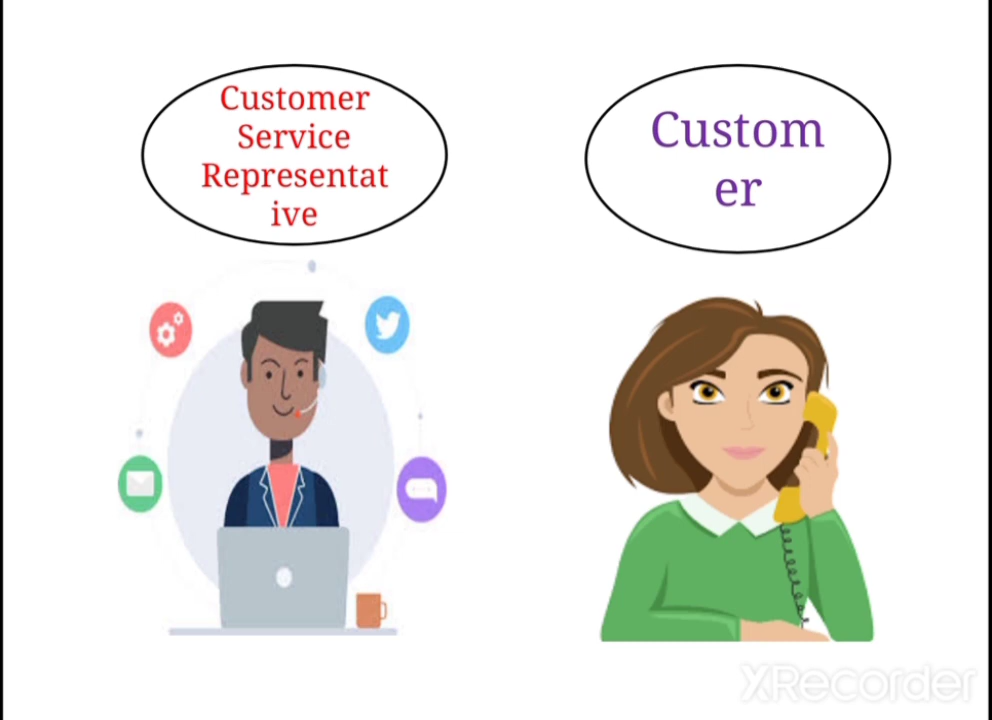 Customer
Service
Representat
ive
Custom
er
XRecorder